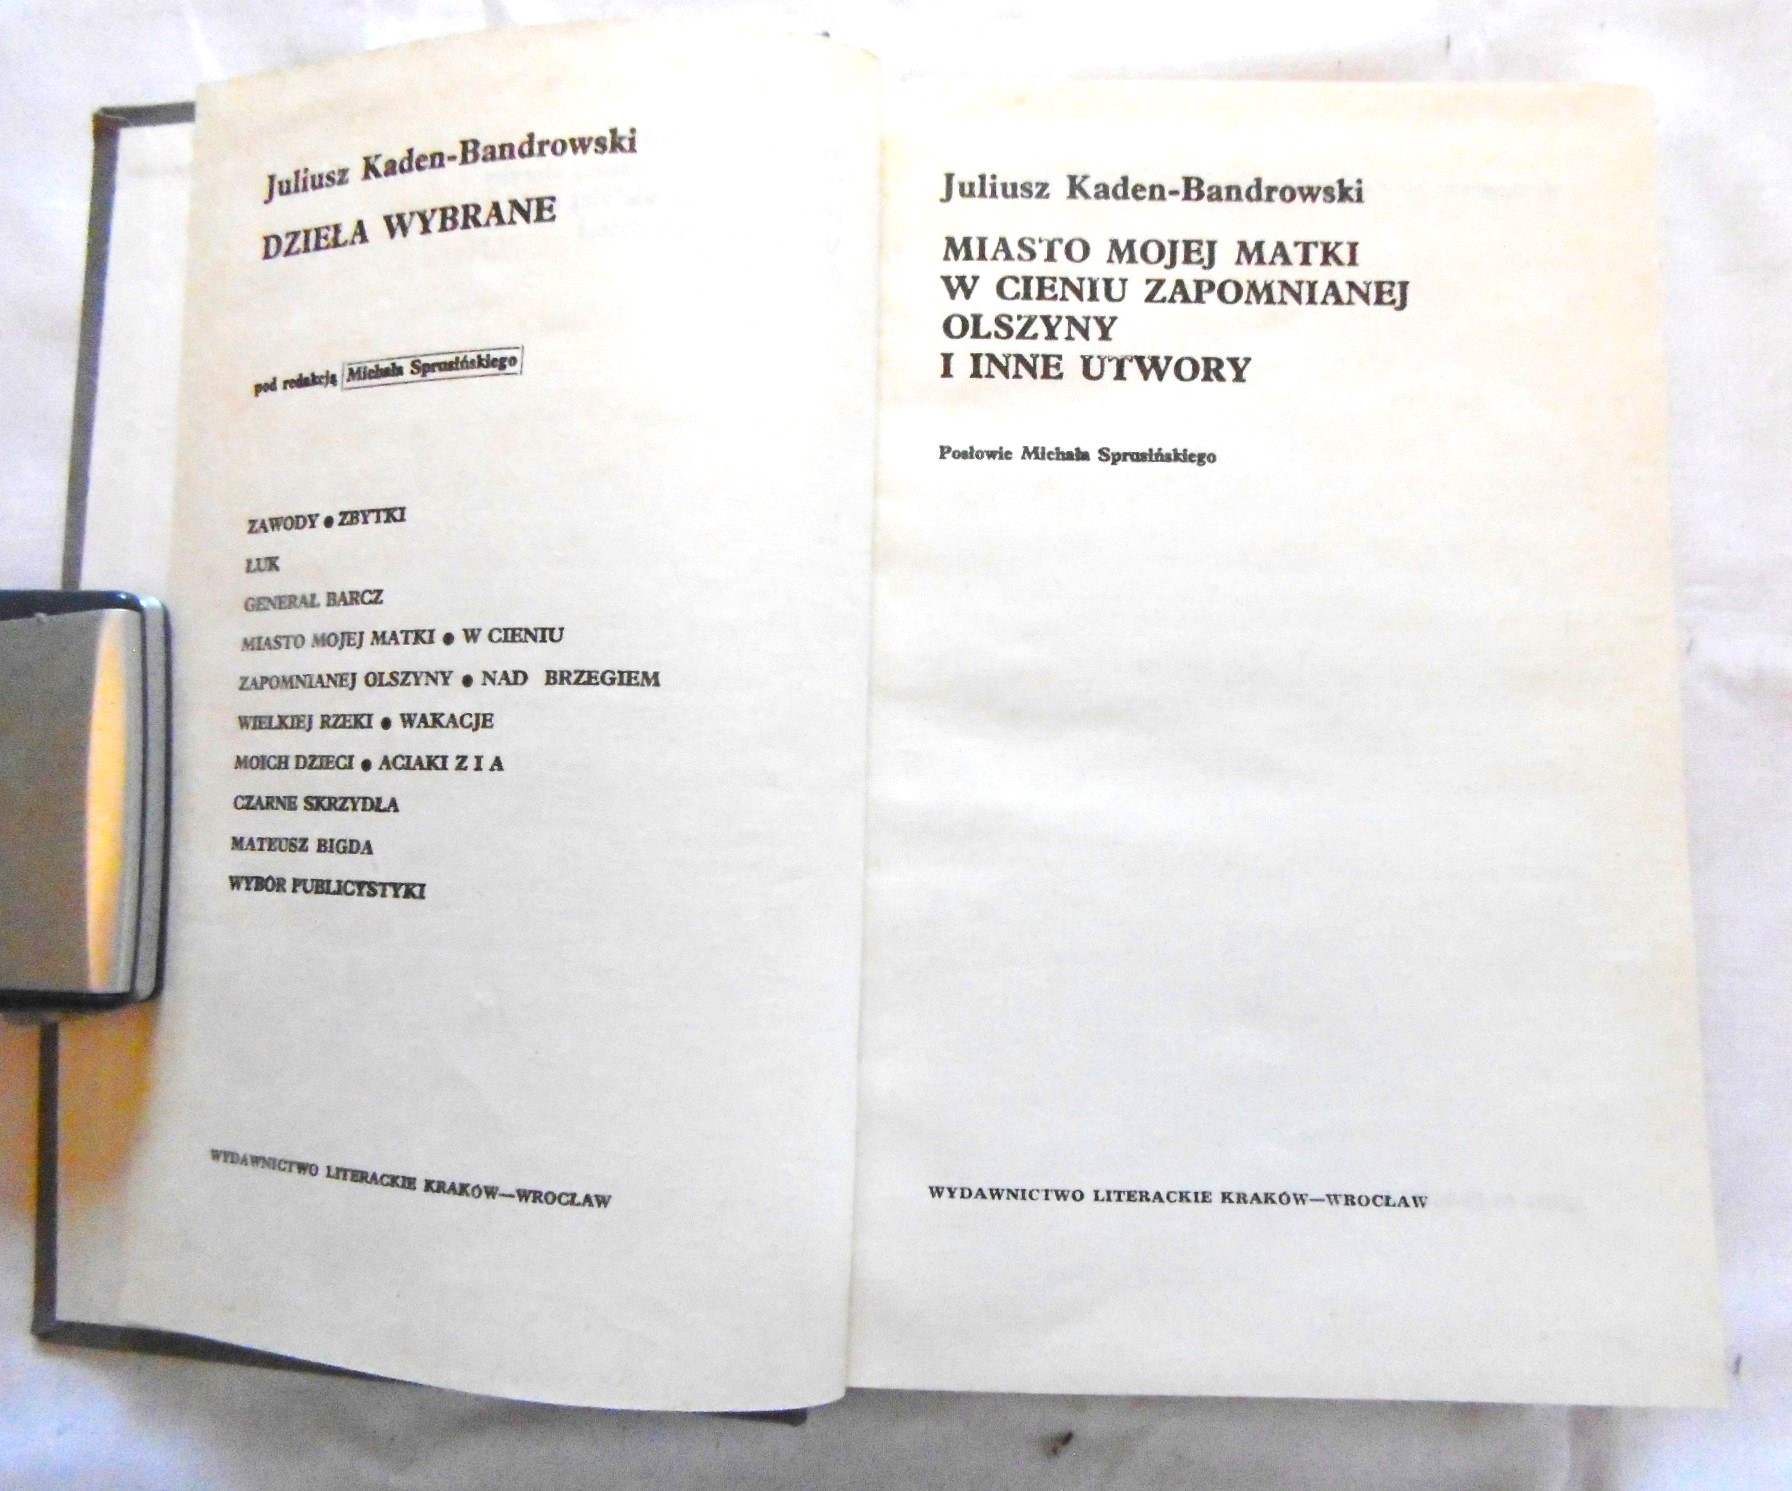 Juliusz Kaden-Bandrowski
DZIEŁA WYBRANE
pod redakcją Michała Sprusińskiego
ZAWODY • ZBYTKI
ŁUK
GENERAŁ BARCZ
MIASTO MOJEJ MATKI • W CIENIU
ZAPOMNIANEJ OLSZYNY • NAD BRZEGIEM
WIELKIEJ RZEKI • WAKACJE
MOICH DZIECI • ACIAKI Z I A
CZARNE SKRZYDŁA
MATEUSZ BIGDA
WYBÓR PUBLICYSTYKI
WYDAWNICTWO LITERACKIE KRAKÓW—WROCŁAW
Juliusz Kaden-Bandrowski
MIASTO MOJEJ MATKI
W CIENIU ZAPOMNIANEJ
OLSZYNY
I INNE UTWORY
Posłowie Michała Sprusińskiego
WYDAWNICTWO LITERACKIE KRAKÓW—WROCŁAW